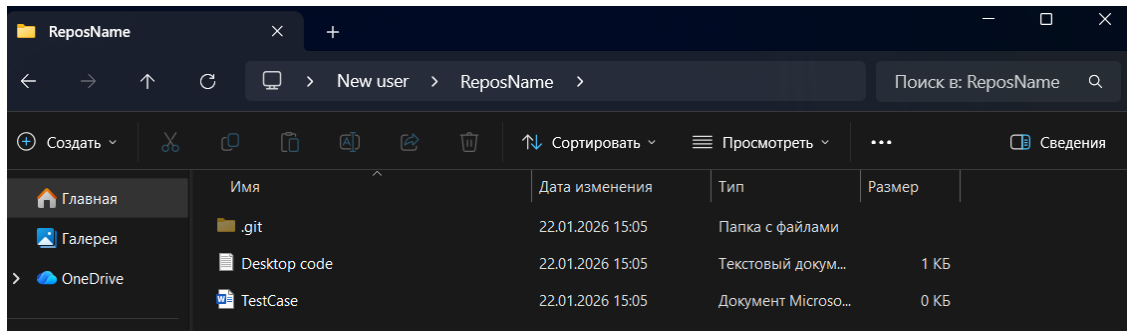 ReposName
New user > ReposName >
Поиск в: ReposName
Создать
Сортировать
Просмотреть
Сведения
Главная
Галерея
OneDrive
Имя Дата изменения Тип Размер
.git 22.01.2026 15:05 Папка с файлами
Desktop code 22.01.2026 15:05 Текстовый докум... 1 КБ
TestCase 22.01.2026 15:05 Документ Microso... 0 КБ